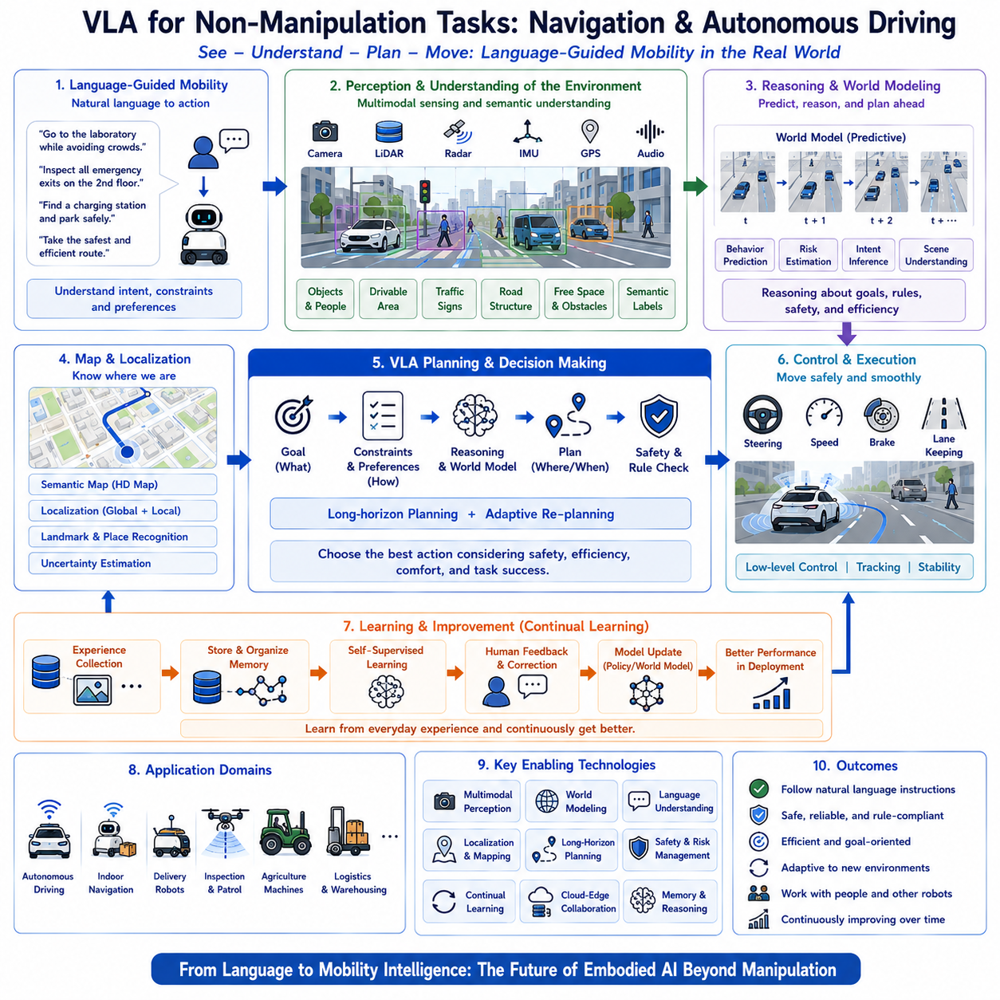 VLA for Non-Manipulation Tasks: Navigation & Autonomous Driving
See – Understand – Plan – Move: Language-Guided Mobility in the Real World
1. Language-Guided Mobility
Natural language to action
"Go to the laboratory
while avoiding crowds."
"Inspect all emergency
exits on the 2nd floor."
"Find a charging station
and park safely."
"Take the safest and
efficient route."
Understand intent, constraints
and preferences
2. Perception & Understanding of the Environment
Multimodal sensing and semantic understanding
Camera
LiDAR
Radar
IMU
GPS
Audio
Objects
& People
Drivable
Area
Traffic
Signs
Road
Structure
Free Space
& Obstacles
Semantic
Labels
3. Reasoning & World Modeling
Predict, reason, and plan ahead
World Model (Predictive)
t
t + 1
t + 2
t + ···
Behavior
Prediction
Risk
Estimation
Intent
Inference
Scene
Understanding
Reasoning about goals, rules,
safety, and efficiency
4. Map & Localization
Know where we are
Semantic Map (HD Map)
Localization (Global + Local)
Landmark & Place Recognition
Uncertainty Estimation
5. VLA Planning & Decision Making
Goal
(What)
Constraints
& Preferences
(How)
Reasoning
& World Model
Plan
(Where/When)
Safety &
Rule Check
Long-horizon Planning + Adaptive Re-planning
Choose the best action considering safety, efficiency,
comfort, and task success.
6. Control & Execution
Move safely and smoothly
Steering
Speed
Brake
Lane
Keeping
Low-level Control | Tracking | Stability
7. Learning & Improvement (Continual Learning)
Experience
Collection
Store & Organize
Memory
Self-Supervised
Learning
Human Feedback
& Correction
Model Update
(Policy/World Model)
Better Performance
in Deployment
Learn from everyday experience and continuously get better.
8. Application Domains
Autonomous
Driving
Indoor
Navigation
Delivery
Robots
Inspection
& Patrol
Agriculture
Machines
Logistics
& Warehousing
9. Key Enabling Technologies
Multimodal
Perception
World
Modeling
Language
Understanding
Localization
& Mapping
Long-Horizon
Planning
Safety & Risk
Management
Continual
Learning
Cloud-Edge
Collaboration
Memory &
Reasoning
10. Outcomes
Follow natural language instructions
Safe, reliable, and rule-compliant
Efficient and goal-oriented
Adaptive to new environments
Work with people and other robots
Continuously improving over time
From Language to Mobility Intelligence: The Future of Embodied AI Beyond Manipulation